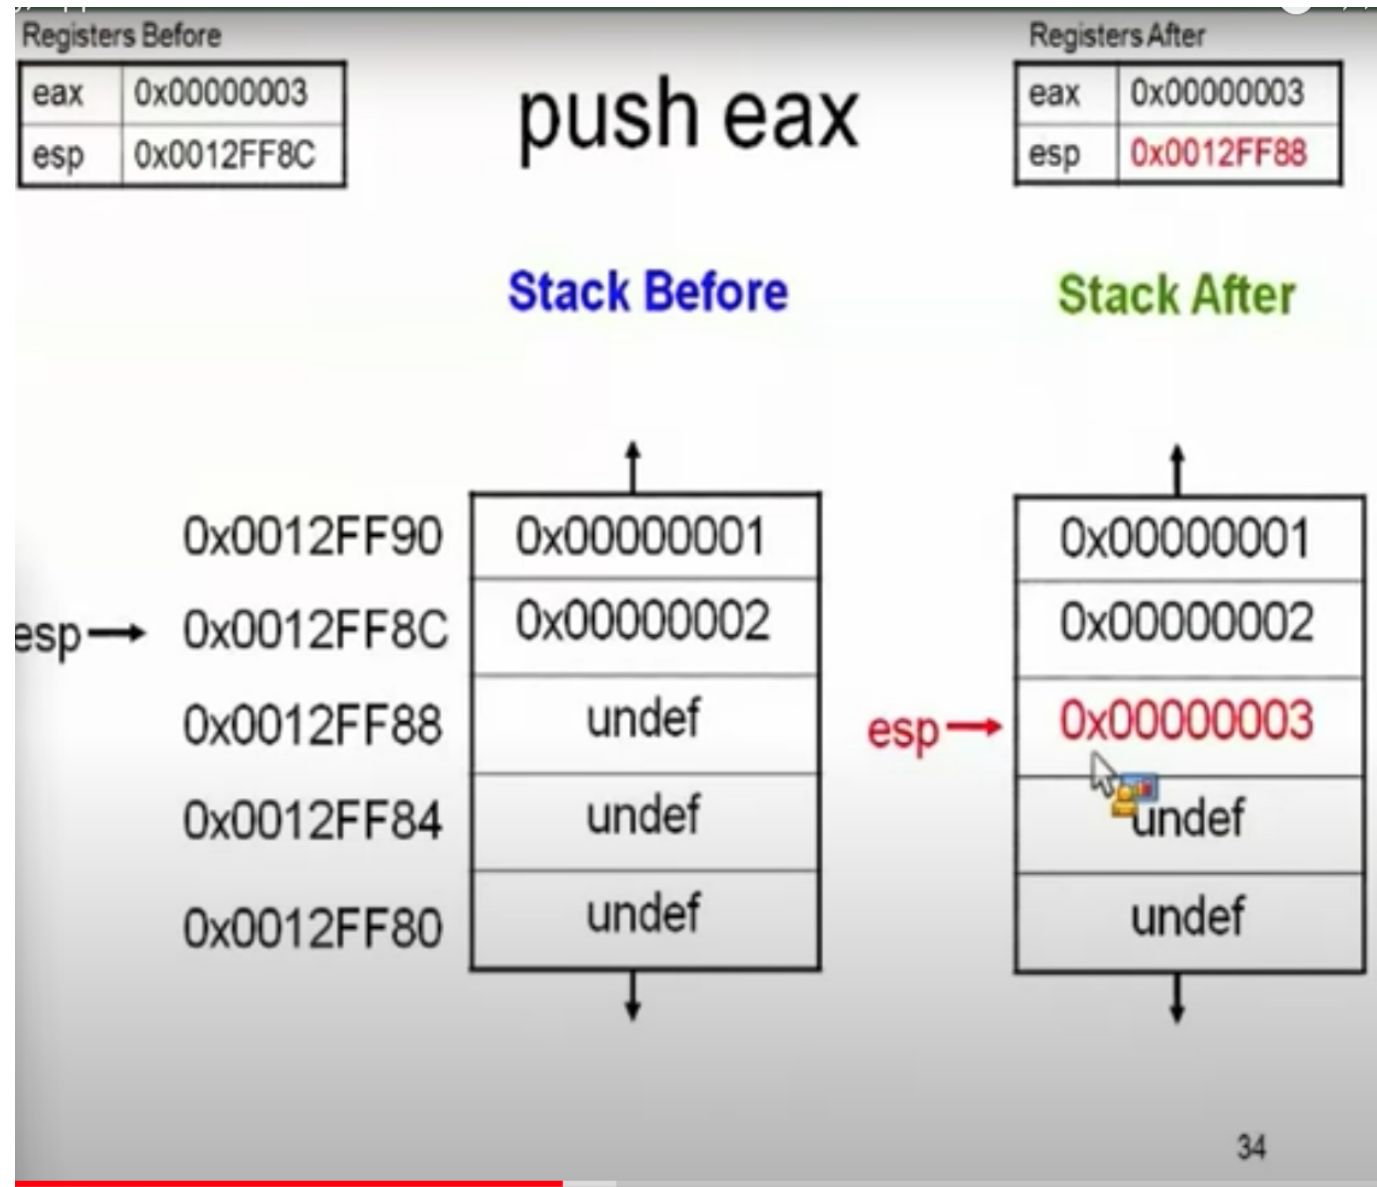 Registers Before
eax 0x00000003
esp 0x0012FF8C
push eax
Registers After
eax 0x00000003
esp 0x0012FF88
Stack Before
Stack After
0x0012FF90 0x00000001 0x00000001
esp 0x0012FF8C 0x00000002 0x00000002
0x0012FF88 undef esp 0x00000003
0x0012FF84 undef undef
0x0012FF80 undef undef
34